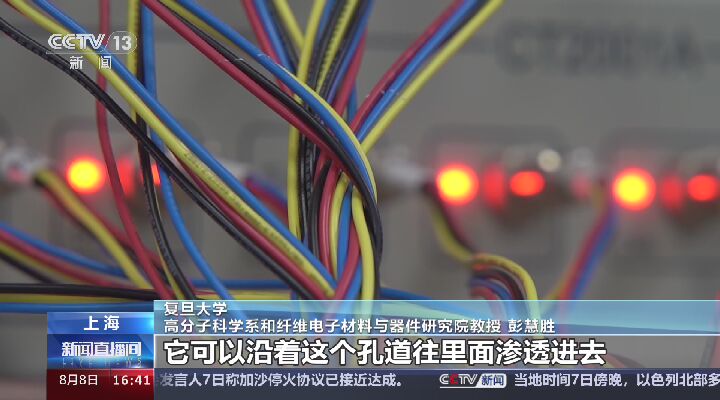 CCTV 13
新闻
复旦大学
高分子科学系和纤维电子材料与器件研究院教授 彭慧胜
上海
新闻直播间
它可以沿着这个孔道往里面渗透进去
8月8日 16:41
发言人7日称加沙停火协议已接近达成。 CCTV 新闻 当地时间7日傍晚，以色列北部多